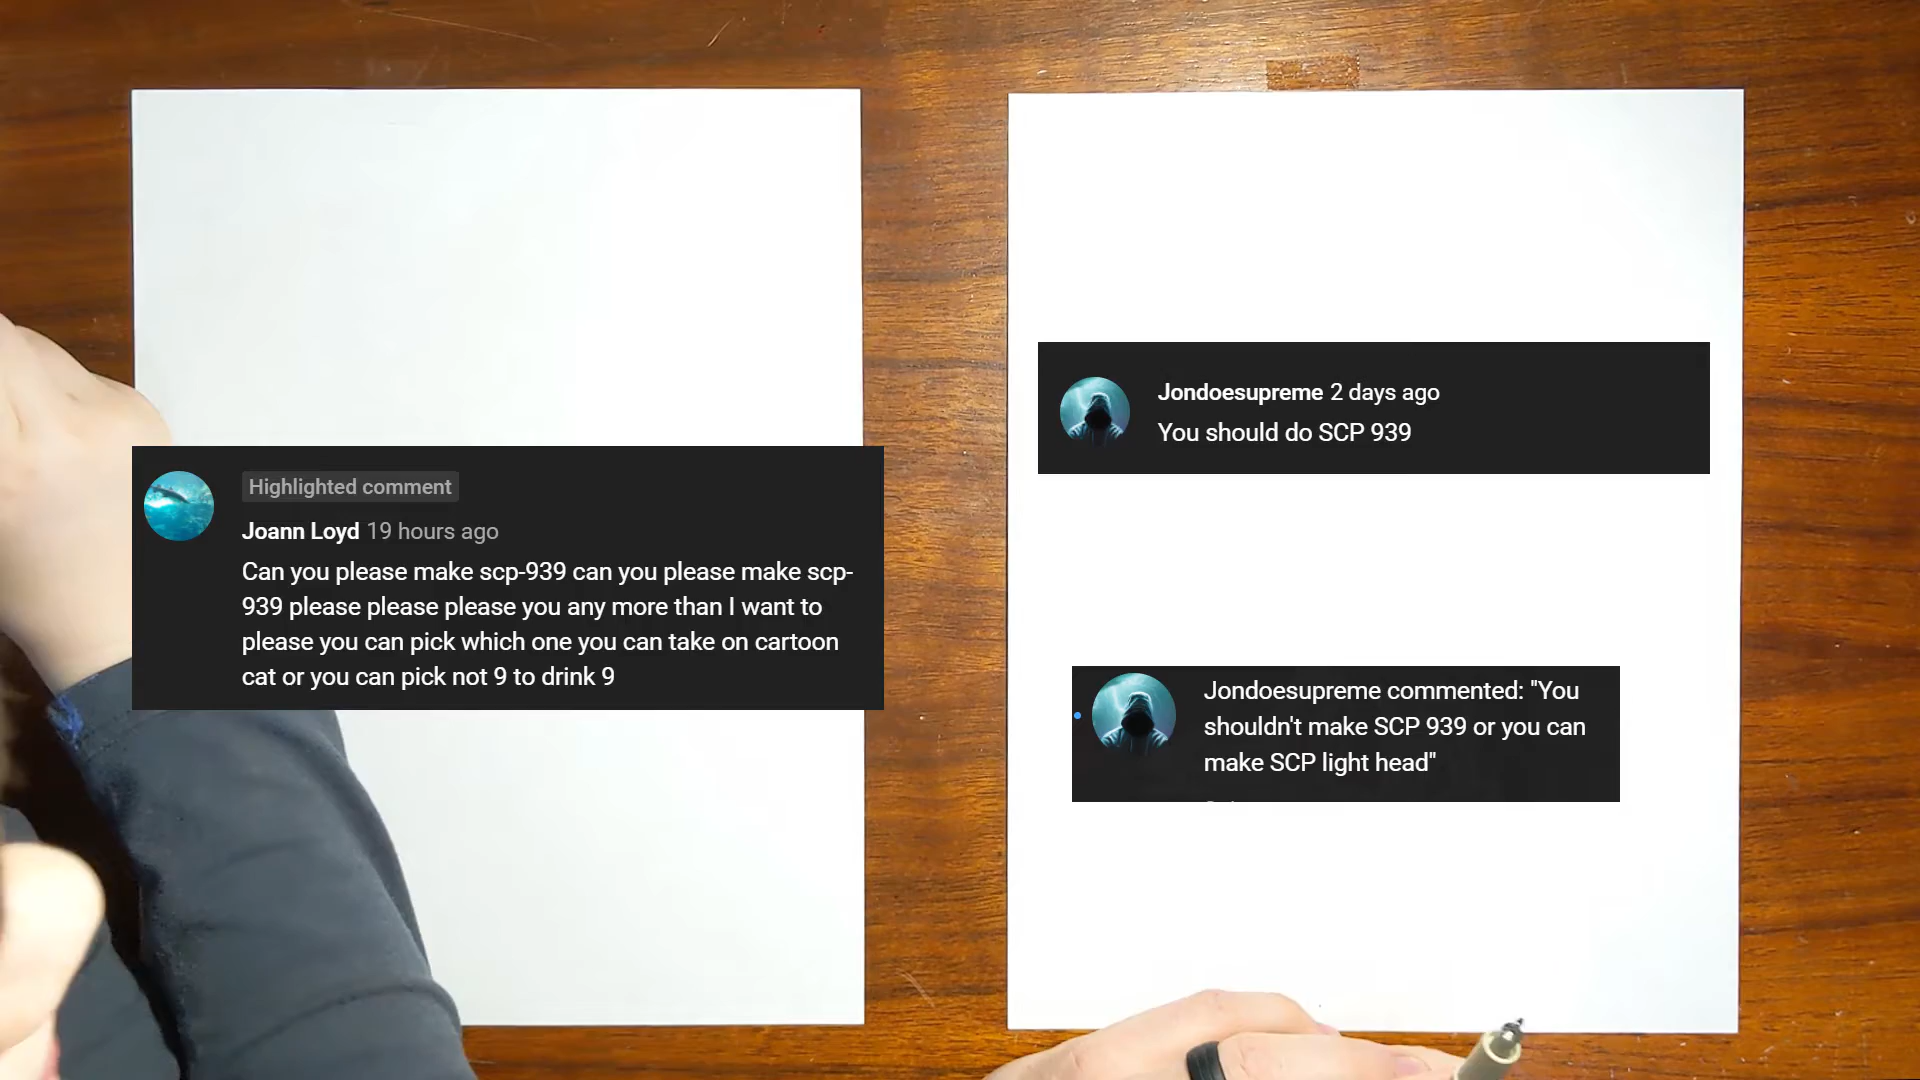 Highlighted comment
Joann Loyd 19 hours ago
Can you please make scp-939 can you please make scp-
939 please please please you any more than I want to
please you can pick which one you can take on cartoon
cat or you can pick not 9 to drink 9
Jondoesupreme 2 days ago
You should do SCP 939
Jondoesupreme commented: "You
shouldn't make SCP 939 or you can
make SCP light head"